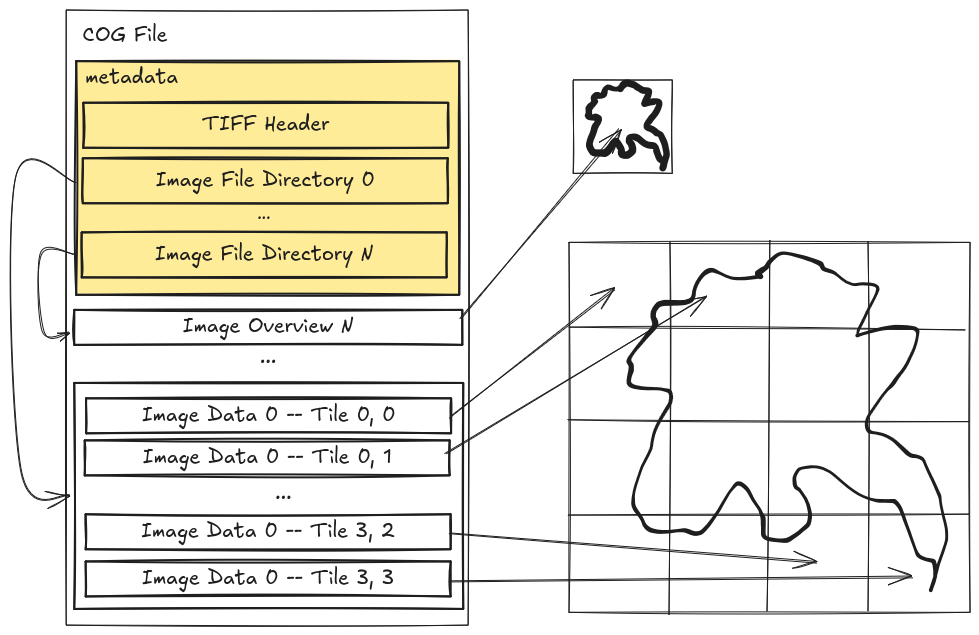 COG File
metadata
TIFF Header
Image File Directory 0
...
Image File Directory N
Image Overview N
...
Image Data 0 -- Tile 0, 0
Image Data 0 -- Tile 0, 1
...
Image Data 0 -- Tile 3, 2
Image Data 0 -- Tile 3, 3